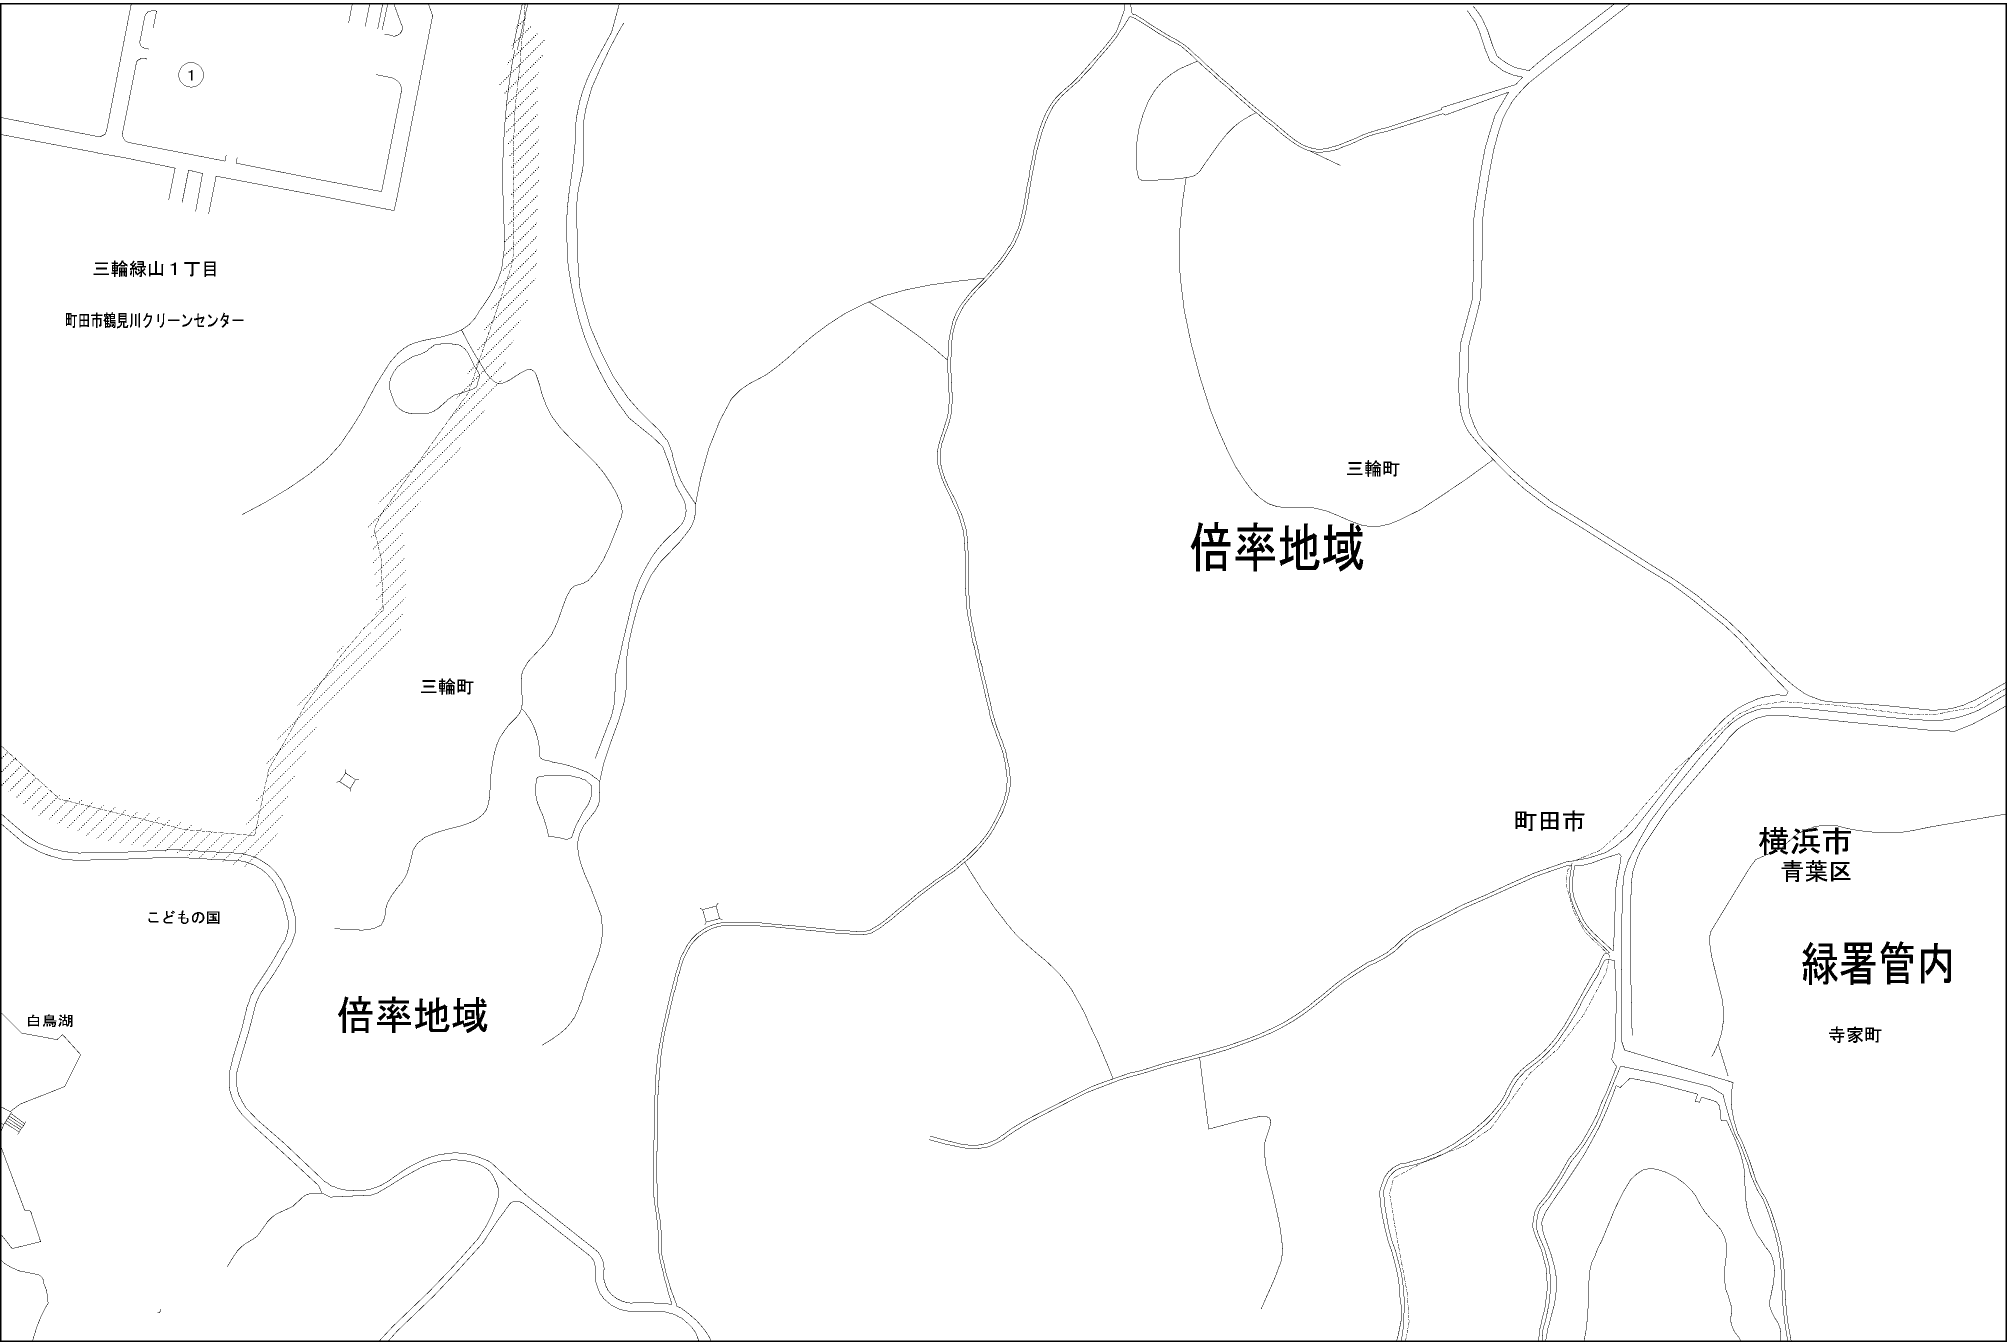 1
三輪緑山1丁目
町田市鶴見川クリーンセンター
三輪町
倍率地域
三輪町
町田市
横浜市
青葉区
こどもの国
緑署管内
倍率地域
白鳥湖
寺家町